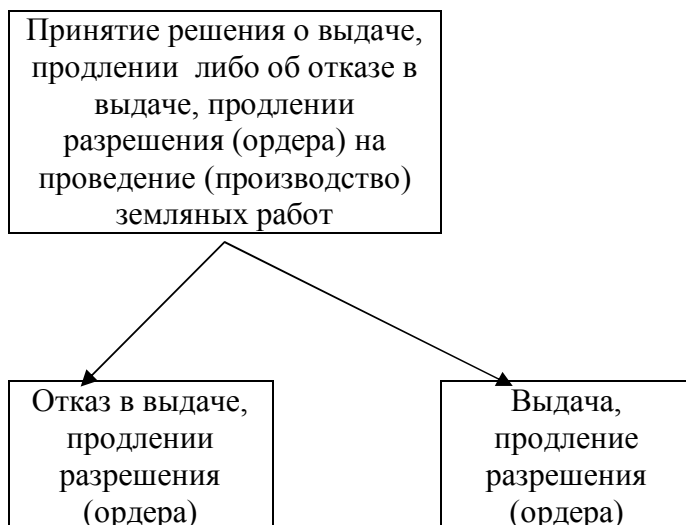 Принятие решения о выдаче,
продлении либо об отказе в
выдаче, продлении
разрешения (ордера) на
проведение (производство)
земляных работ
Отказ в выдаче,
продлении
разрешения
(ордера)
Выдача,
продление
разрешения
(ордера)